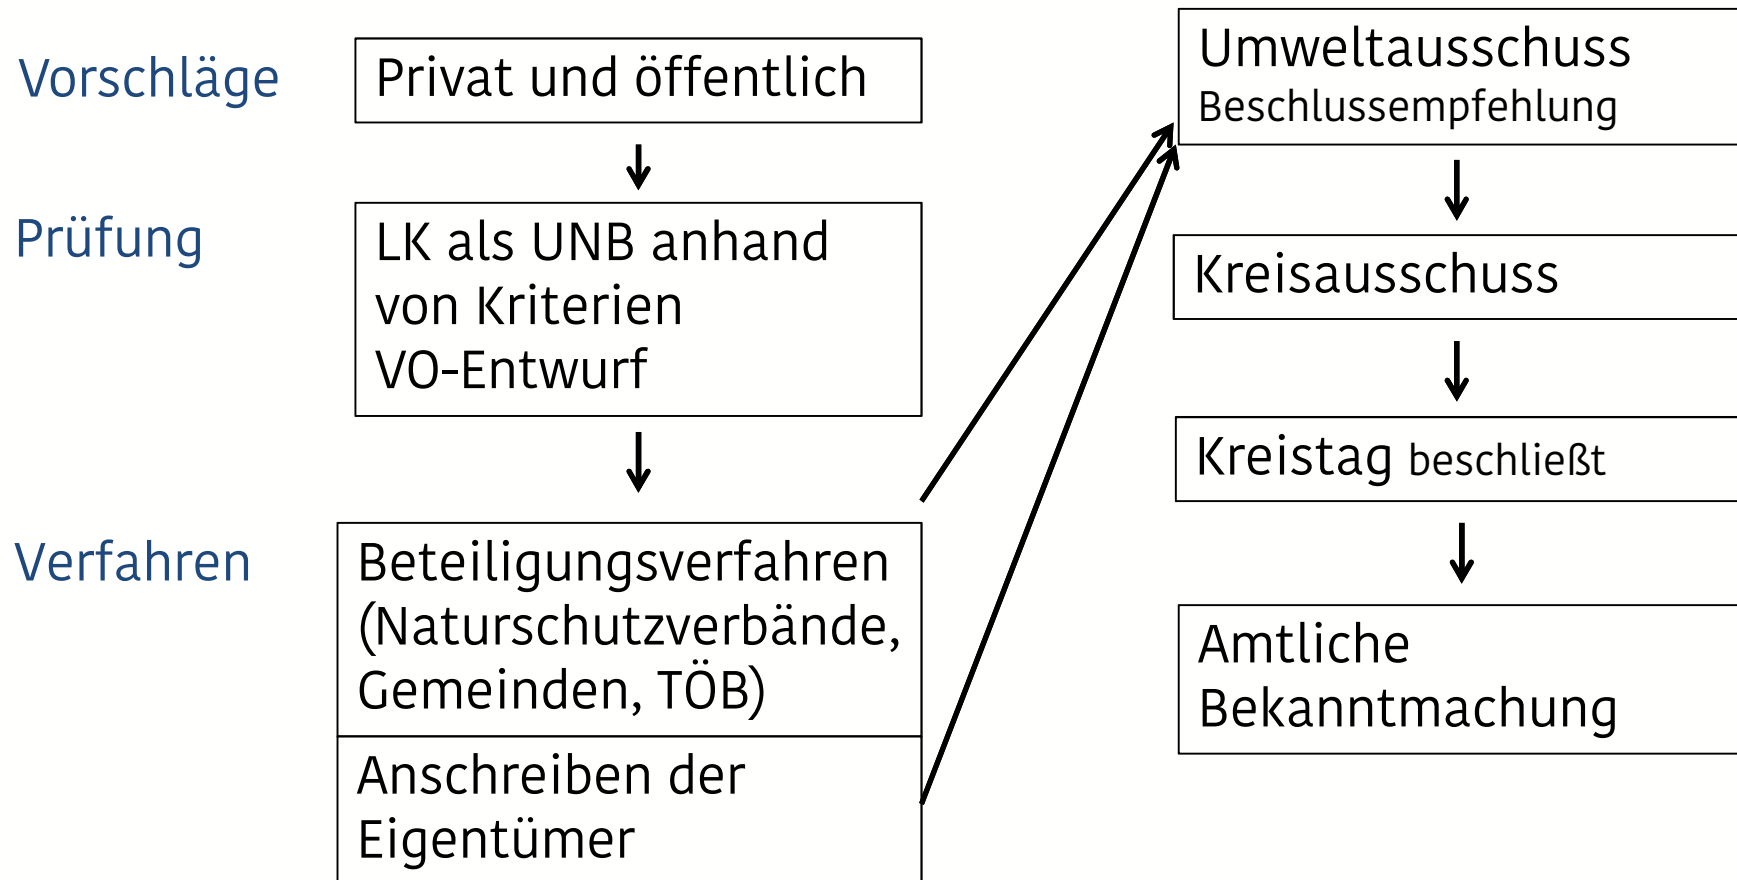 Vorschläge
Privat und öffentlich
Prüfung
LK als UNB anhand
von Kriterien
VO-Entwurf
Verfahren
Beteiligungsverfahren
(Naturschutzverbände,
Gemeinden, TÖB)
Anschreiben der
Eigentümer
Umweltausschuss
Beschlussempfehlung
Kreisausschuss
Kreistag beschließt
Amtliche
Bekanntmachung